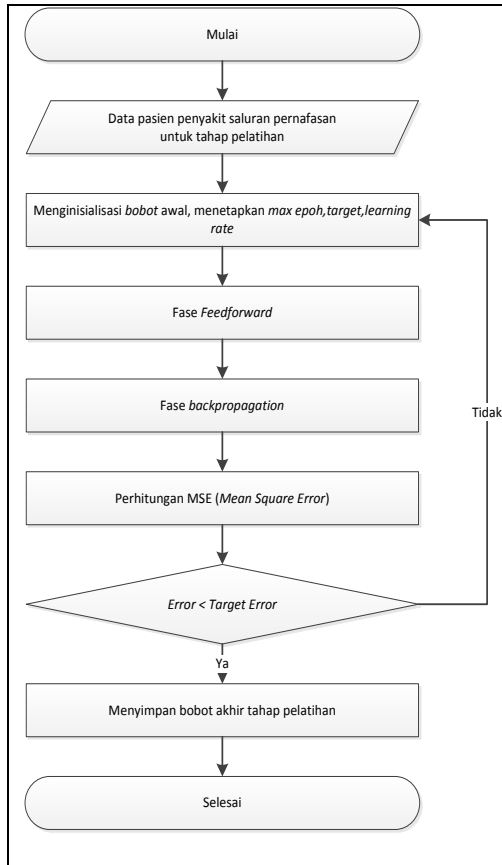 Mulai
Data pasien penyakit saluran pernafasan
untuk tahap pelatihan
Menginisialisasi bobot awal, menetapkan max epoh,target,learning
rate
Fase Feedforward
Fase backpropagation
Tidak
Perhitungan MSE (Mean Square Error)
Error < Target Error
Ya
Menyimpan bobot akhir tahap pelatihan
Selesai